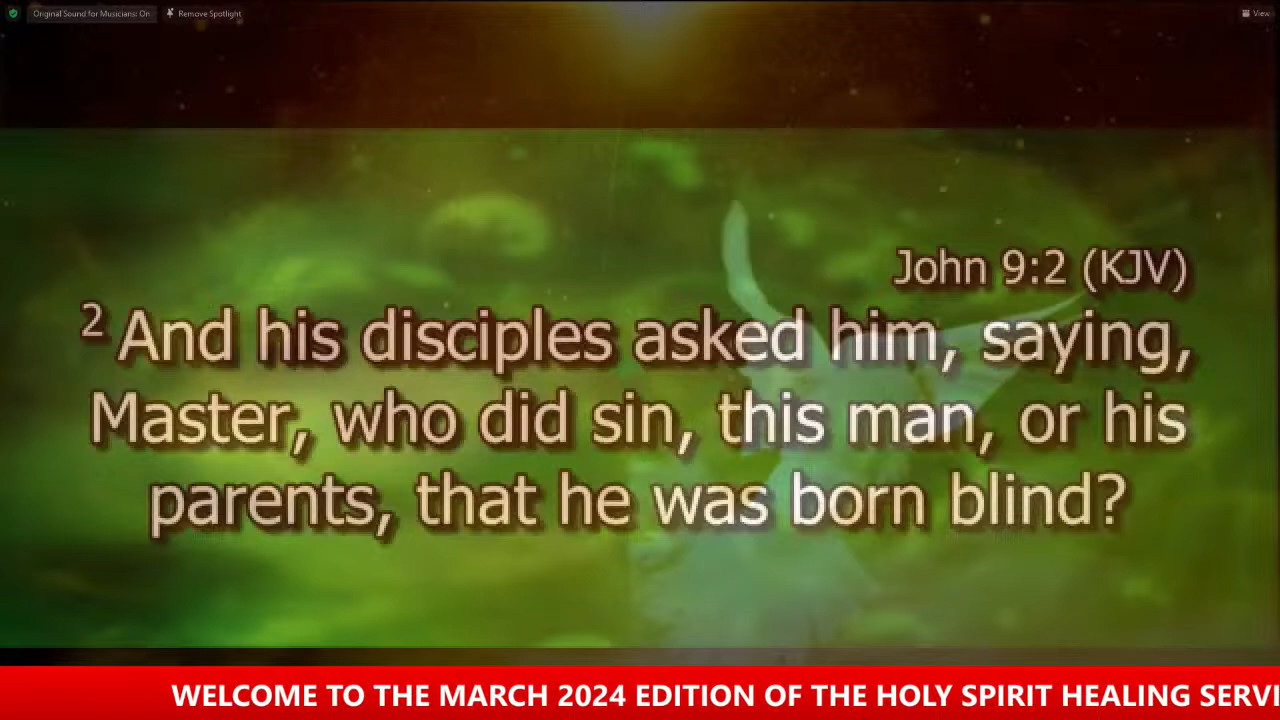 Original Sound for Musicians: On
Remove Spotlight
View
John 9:2 (KJV)
2 And his disciples asked him, saying,
Master, who did sin, this man, or his
parents, that he was born blind?
WELCOME TO THE MARCH 2024 EDITION OF THE HOLY SPIRIT HEALING SERVI